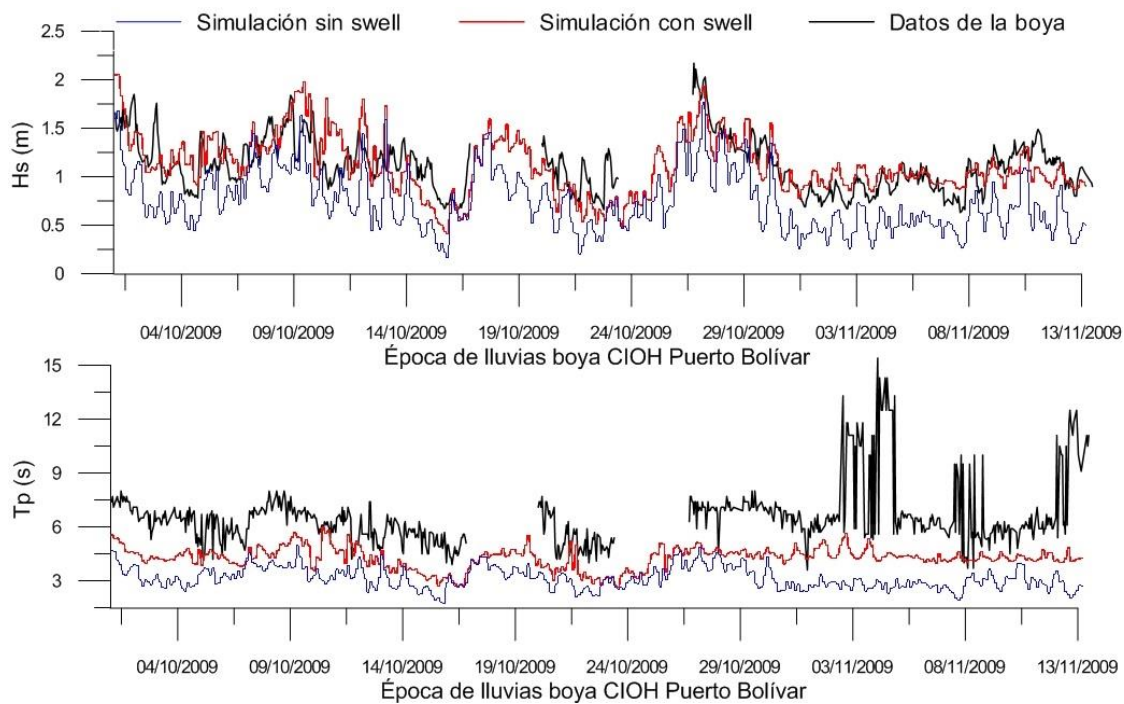 Simulación sin swell Simulación con swell Datos de la boya
2.5
2
1.5
1
0.5
0
Hs (m)
04/10/2009 09/10/2009 14/10/2009 19/10/2009 24/10/2009 29/10/2009 03/11/2009 08/11/2009 13/11/2009
Época de lluvias boya CIOH Puerto Bolívar
15
12
9
6
3
Tp (s)
04/10/2009 09/10/2009 14/10/2009 19/10/2009 24/10/2009 29/10/2009 03/11/2009 08/11/2009 13/11/2009
Época de lluvias boya CIOH Puerto Bolívar